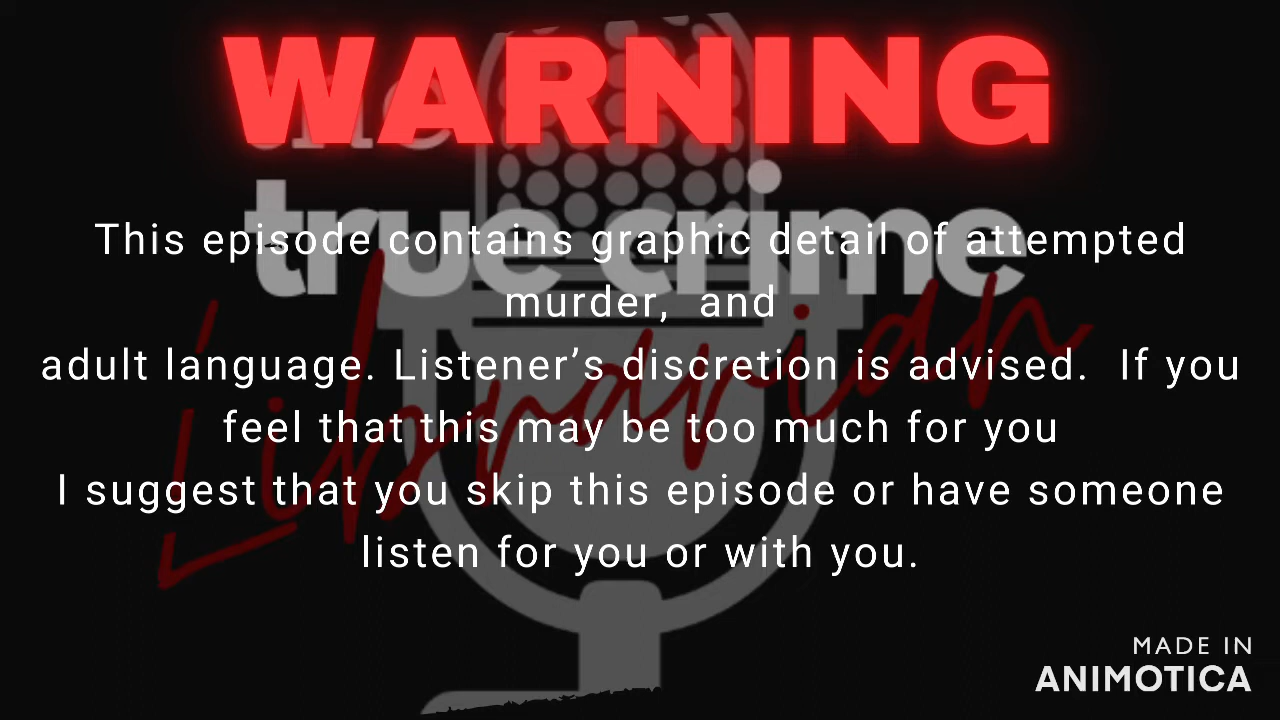 WARNING
the
true crime
Librarian
This episode contains graphic detail of attempted
murder,  and
adult language. Listener’s discretion is advised.  If you
feel that this may be too much for you
I suggest that you skip this episode or have someone
listen for you or with you.
MADE IN
ANIMOTICA